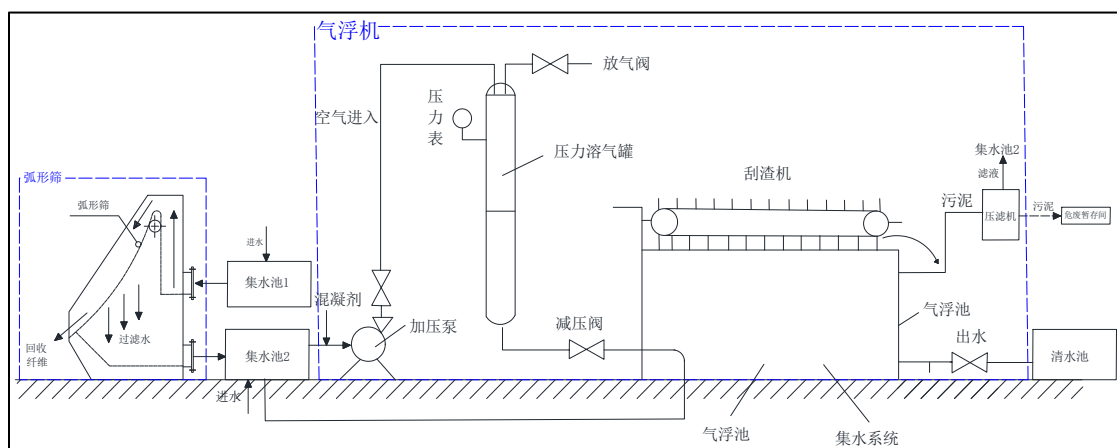 气浮机
放气阀
压
力
表
空气进入
压力溶气罐
集水池2
滤液
刮渣机
污泥
弧形筛
弧形筛
压滤机
污泥
危废暂存间
进水
集水池1
混凝剂
加压泵
减压阀
气浮池
过滤水
回收
纤维
集水池2
出水
清水池
进水
气浮池
集水系统